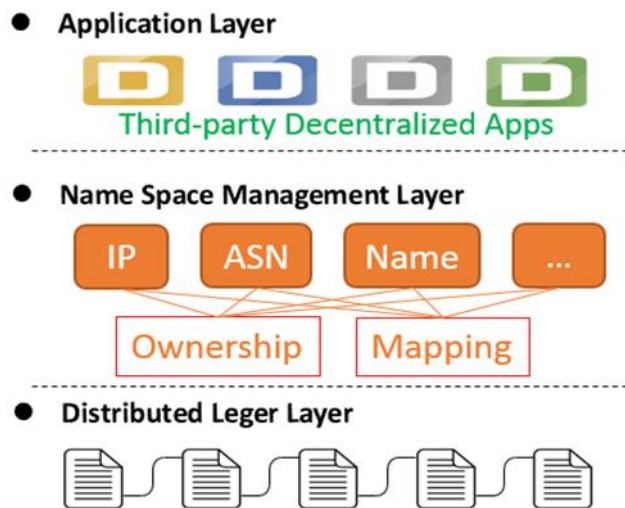 ● Application Layer
D D D D
Third-party Decentralized Apps
● Name Space Management Layer
IP ASN Name ...
Ownership Mapping
● Distributed Leger Layer